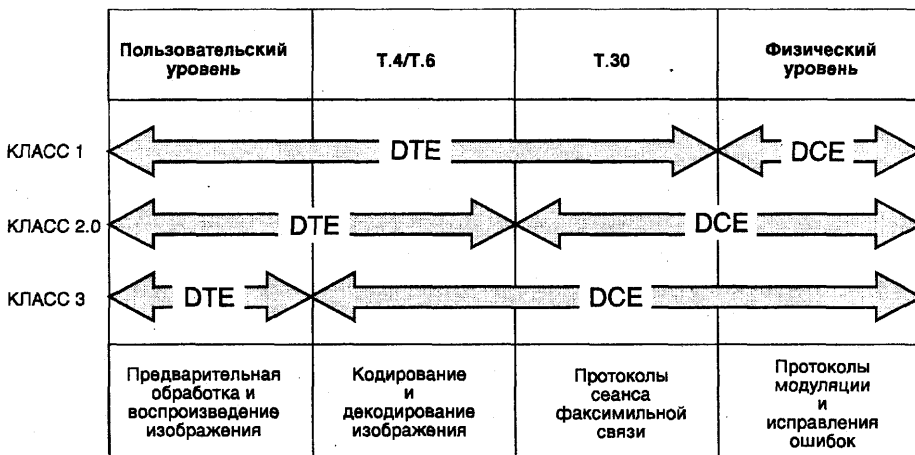 Пользовательский
уровень
Т.4/Т.6
Т.30
Физический
уровень
КЛАСС 1
DTE
DCE
КЛАСС 2.0
DTE
DCE
КЛАСС 3
DTE
DCE
Предварительная
обработка и
воспроизведение
изображения
Кодирование
и
декодирование
изображения
Протоколы
сеанса
факсимильной
связи
Протоколы
модуляции
и
исправления
ошибок